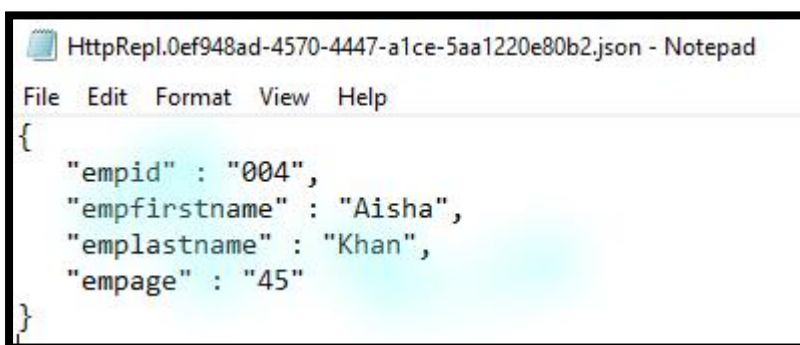 HttpRepl.0ef948ad-4570-4447-a1ce-5aa1220e80b2.json - Notepad
File Edit Format View Help
{
"empid" : "004",
"empfirstname" : "Aisha",
"emplastname" : "Khan",
"empage" : "45"
}